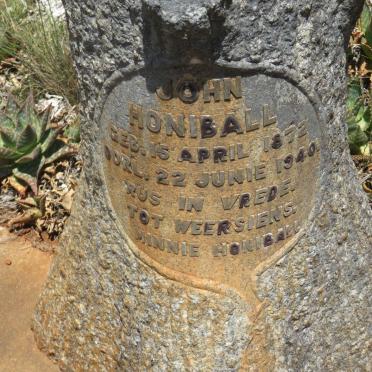 JOHN
HONIBALL
GEB. 15 APRIL 1872
OORL. 22 JUNIE 1940.
RUS IN VREDE.
TOT WEERSIENS.
MINNIE HONIBALL